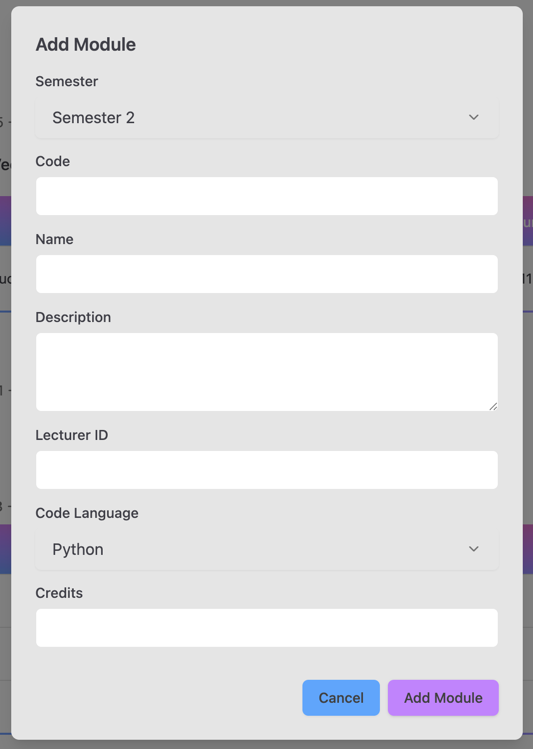 Add Module
Semester
Semester 2
Code
Name
Description
Lecturer ID
Code Language
Python
Credits
Cancel
Add Module